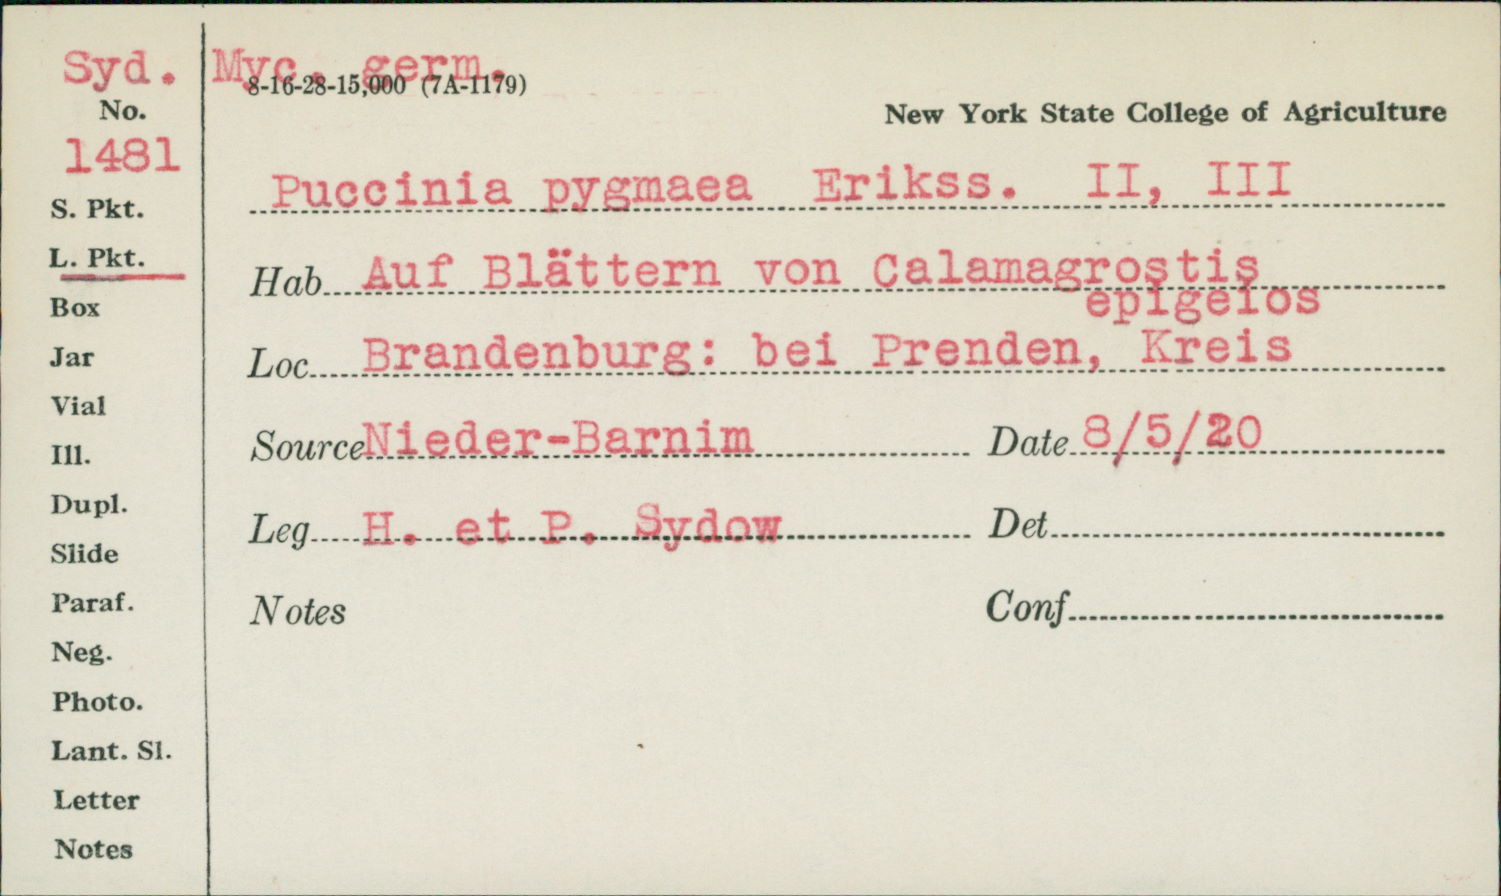 Syd. Myc. germ.
8-16-28-15,000 (7A-1179)
No.
New York State College of Agriculture
1481
Puccinia pygmaea Erikss. II, III
S. Pkt.
L. Pkt.
Hab Auf Blättern von Calamagrostis
epigeios
Box
Loc Brandenburg: bei Prenden, Kreis
Jar
Vial
Source Nieder-Barnim Date 8/5/20
Ill.
Dupl.
Leg H. et P. Sydow Det
Slide
Paraf.
Notes Conf
Neg.
Photo.
Lant. Sl.
Letter
Notes